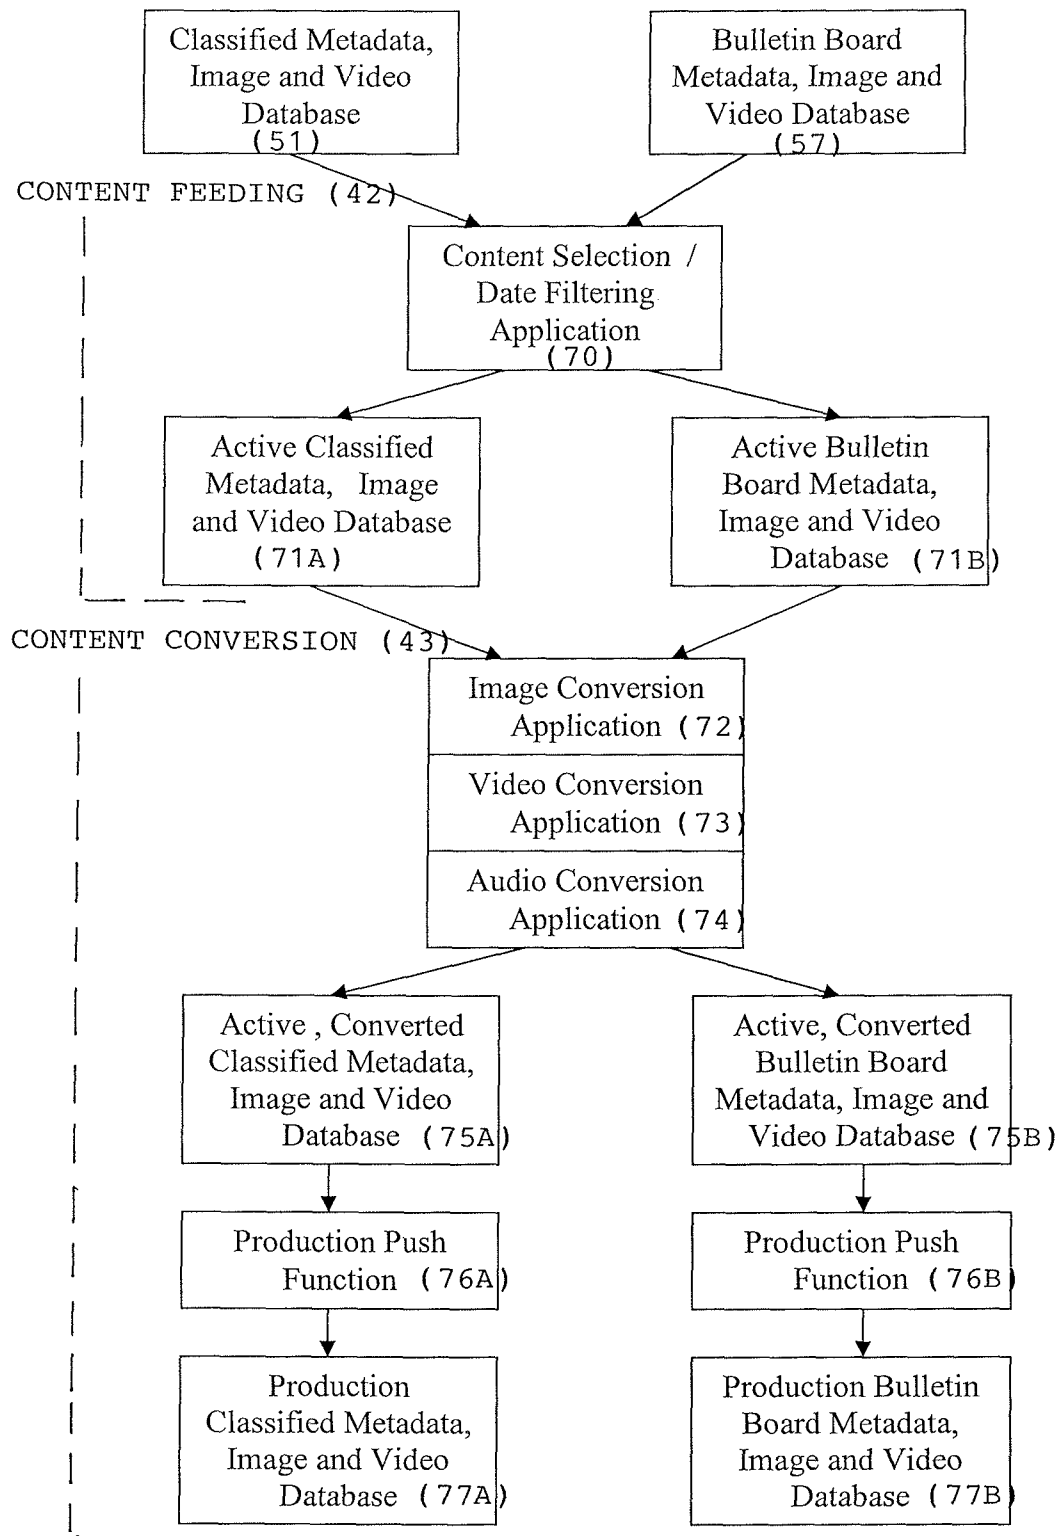 Classified Metadata,
Image and Video
Database
(51)
Bulletin Board
Metadata, Image and
Video Database
(57)
CONTENT FEEDING (42)
Content Selection /
Date Filtering
Application
(70)
Active Classified
Metadata, Image
and Video Database
(71A)
Active Bulletin
Board Metadata,
Image and Video
Database (71B)
CONTENT CONVERSION (43)
Image Conversion
Application (72)
Video Conversion
Application (73)
Audio Conversion
Application (74)
Active , Converted
Classified Metadata,
Image and Video
Database (75A)
Active, Converted
Bulletin Board
Metadata, Image and
Video Database (75B)
Production Push
Function (76A)
Production Push
Function (76B)
Production
Classified Metadata,
Image and Video
Database (77A)
Production Bulletin
Board Metadata,
Image and Video
Database (77B)